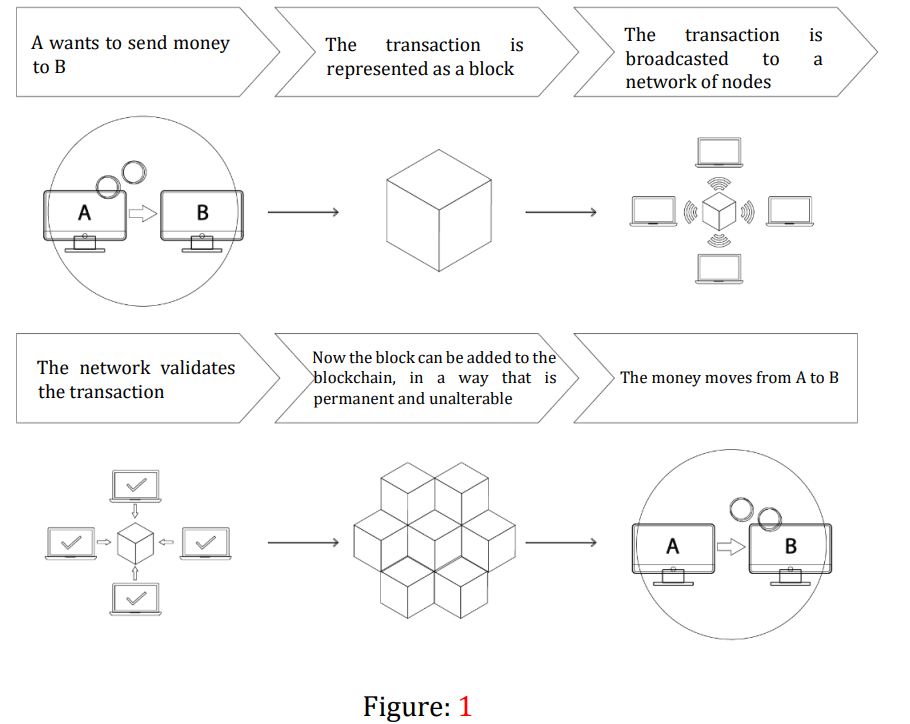 A wants to send money
to B
The transaction is
represented as a block
The transaction is
broadcasted to a
network of nodes
A
B
The network validates
the transaction
Now the block can be added to the
blockchain, in a way that is
permanent and unalterable
The money moves from A to B
A
B
Figure: 1